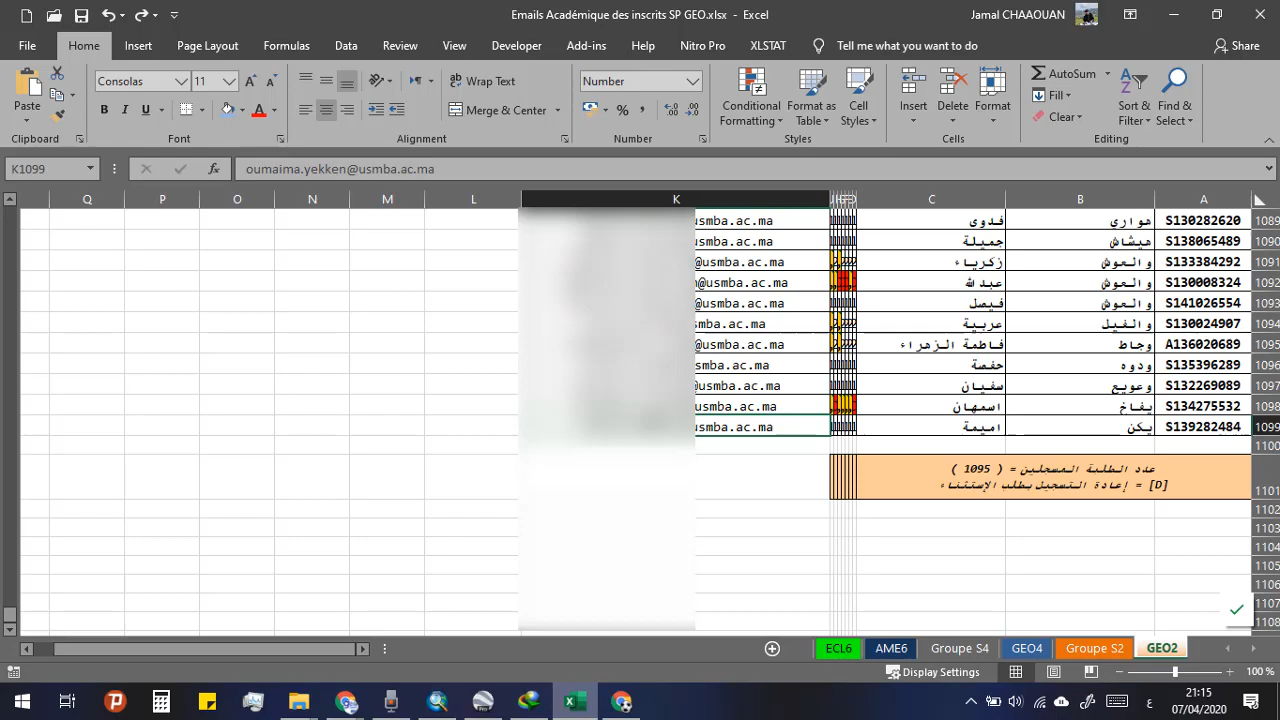 Emails Académique des inscrits SP GEO.xlsx - Excel
Jamal CHAAOUAN
File Home Insert Page Layout Formulas Data Review View Developer Add-ins Help Nitro Pro XLSTAT Tell me what you want to do Share
Paste
Clipboard
Consolas 11
B I U
Font
Wrap Text
Merge & Center
Alignment
Number
Number
Conditional Formatting
Format as Table
Cell Styles
Styles
Insert Delete Format
Cells
AutoSum
Fill
Clear
Sort & Filter
Find & Select
Editing
K1099 fx oumaima.yekken@usmba.ac.ma
Q P O N M L K C B A
usmba.ac.ma فدوى هواري S130282620 1089
usmba.ac.ma جميلة هيشاش S138065489 1090
@usmba.ac.ma زكرياء والعوش S133384292 1091
@usmba.ac.ma عبدالله والعوش S130008324 1092
@usmba.ac.ma فيصل والعوش S141026554 1093
smba.ac.ma عربية والفيل S130024907 1094
@usmba.ac.ma فاطمة الزهراء وجاط A136020689 1095
smba.ac.ma حفصة ودوه S135396289 1096
@usmba.ac.ma سفيان وعويع S132269089 1097
usmba.ac.ma اسمهان يفاخ S134275532 1098
usmba.ac.ma اميمة يكن S139282484 1099
1100
عدد الطلبة المسجلين = ( 1095 )
[D] = إعادة التسجيل بطلب الإستثناء
1101
1102
1103
1104
1105
1106
1107
1108
ECL6 AME6 Groupe S4 GEO4 Groupe S2 GEO2
Display Settings 100 %
21:15
07/04/2020